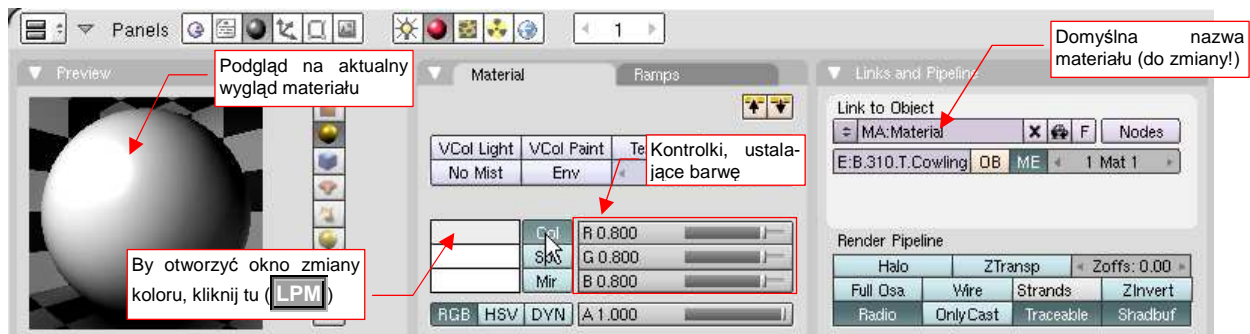 Panels
1
Preview
Podgląd na aktualny
wygląd materiału
By otworzyć okno zmiany
koloru, kliknij tu (LPM)
Material
Ramps
VCol Light
VCol Paint
No Mist
Env
Kontrolki, ustala-
jące barwę
Col
R 0.800
G 0.800
Mir
B 0.800
RGB
HSV
DYN
A 1.000
Domyślna nazwa
materiału (do zmiany!)
Links and Pipeline
Link to Object
MA:Material
X
F
Nodes
E:B.310.T.Cowling
OB
ME
1 Mat 1
Render Pipeline
Halo
ZTransp
Zoffs: 0.00
Full Osa
Wire
Strands
ZInvert
Radio
OnlyCast
Traceable
Shadbuf